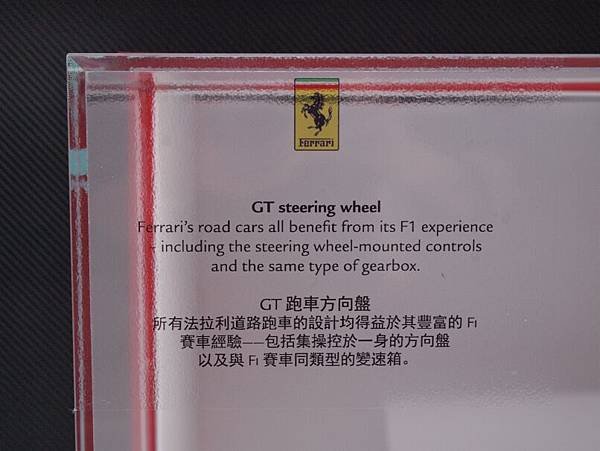 Ferrari
GT steering wheel
Ferrari's road cars all benefit from its F1 experience
- including the steering wheel-mounted controls
and the same type of gearbox.
GT 跑車方向盤
所有法拉利道路跑車的設計均得益於其豐富的 F1
賽車經驗——包括集操控於一身的方向盤
以及與 F1 賽車同類型的變速箱。